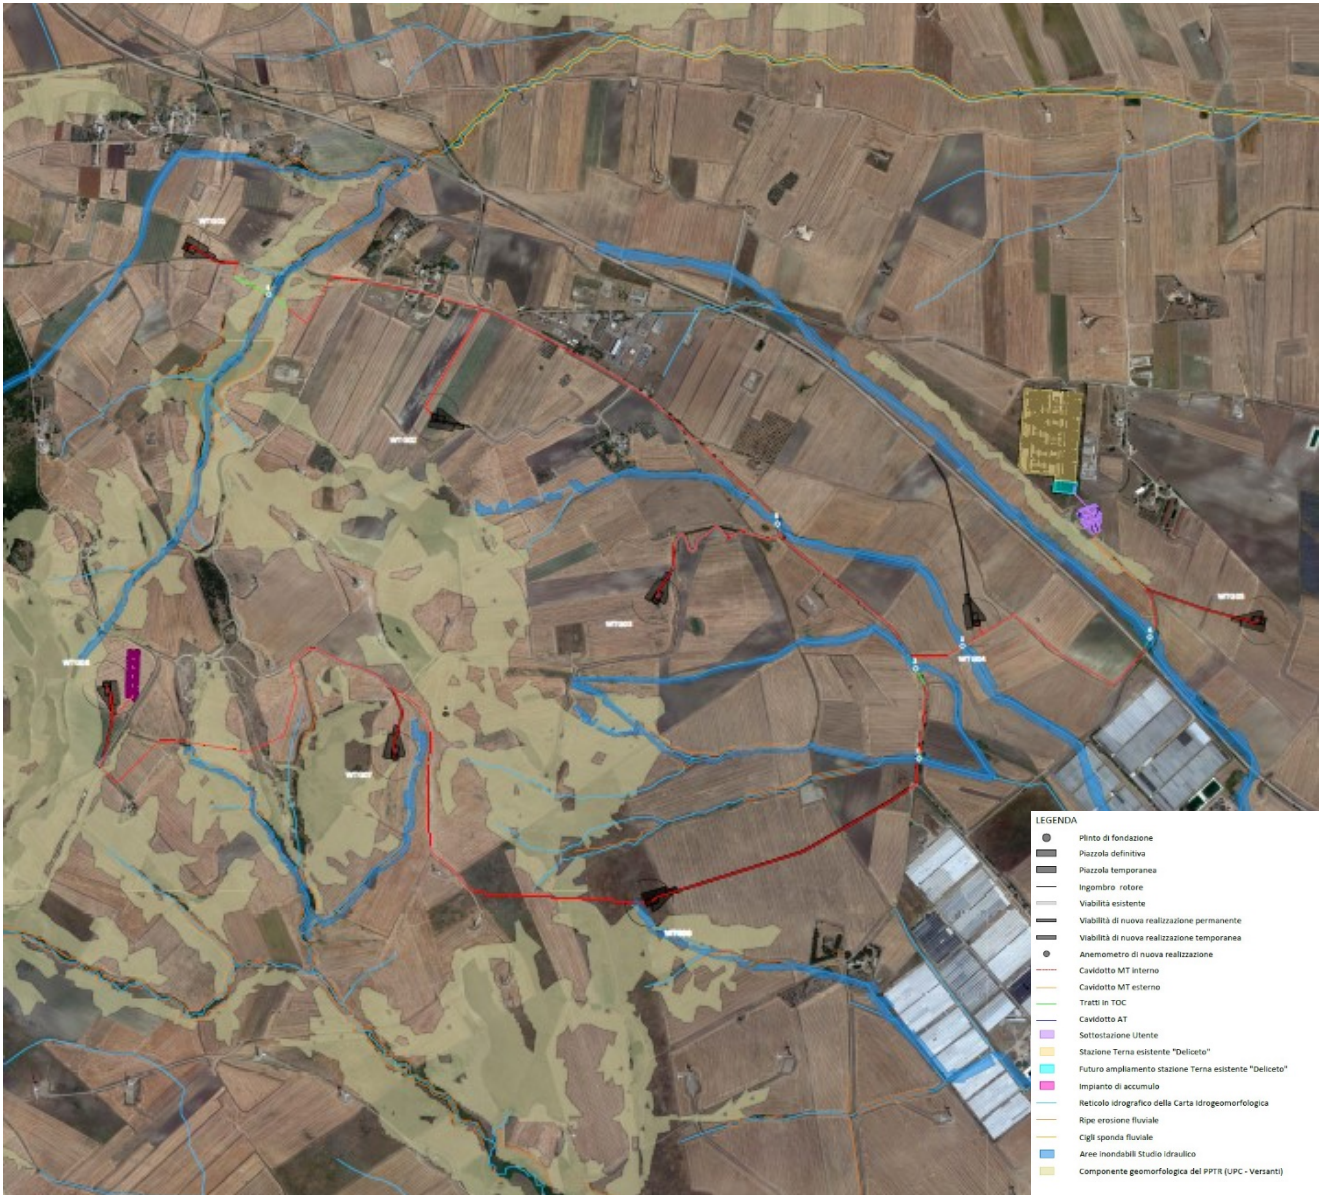 LEGENDA
Plinto di fondazione
Piazzola definitiva
Piazzola temporanea
Ingombro rotore
Viabilità esistente
Viabilità di nuova realizzazione permanente
Viabilità di nuova realizzazione temporanea
Anemometro di nuova realizzazione
Cavidotto MT interno
Cavidotto MT esterno
Tratti in TOC
Cavidotto AT
Sottostazione Utente
Stazione Terna esistente "Deliceto"
Futuro ampliamento stazione Terna esistente "Deliceto"
Impianto di accumulo
Reticolo idrografico della Carta Idrogeomorfologica
Ripe erosione fluviale
Cigli sponda fluviale
Aree inondabili Studio idraulico
Componente geomorfologica del PPTR (UPC - Versanti)